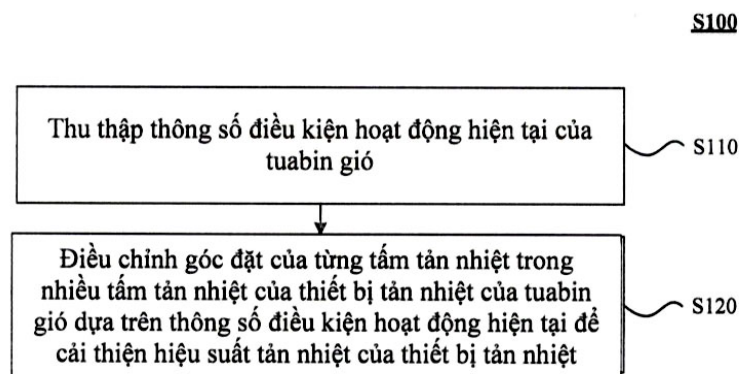 S100
Thu thập thông số điều kiện hoạt động hiện tại của
tuabin gió
S110
Điều chỉnh góc đặt của từng tấm tản nhiệt trong
nhiều tấm tản nhiệt của thiết bị tản nhiệt của tuabin
gió dựa trên thông số điều kiện hoạt động hiện tại để
cải thiện hiệu suất tản nhiệt của thiết bị tản nhiệt
S120